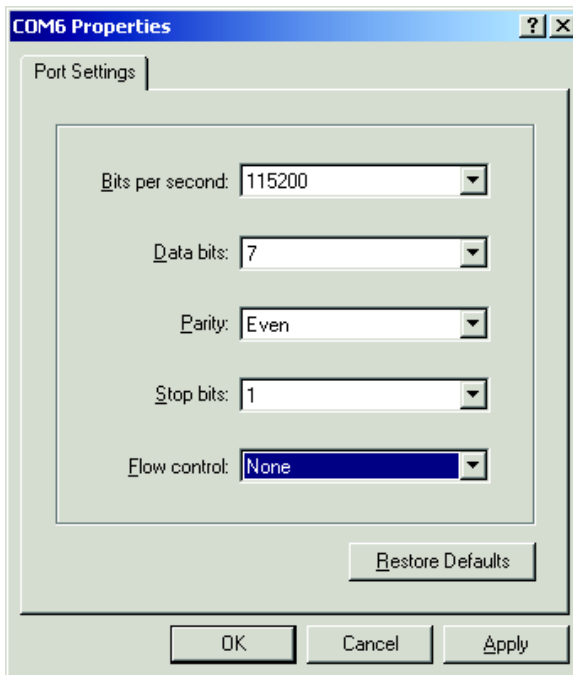 COM6 Properties
Port Settings
Bits per second: 115200
Data bits: 7
Parity: Even
Stop bits: 1
Flow control: None
Restore Defaults
OK Cancel Apply